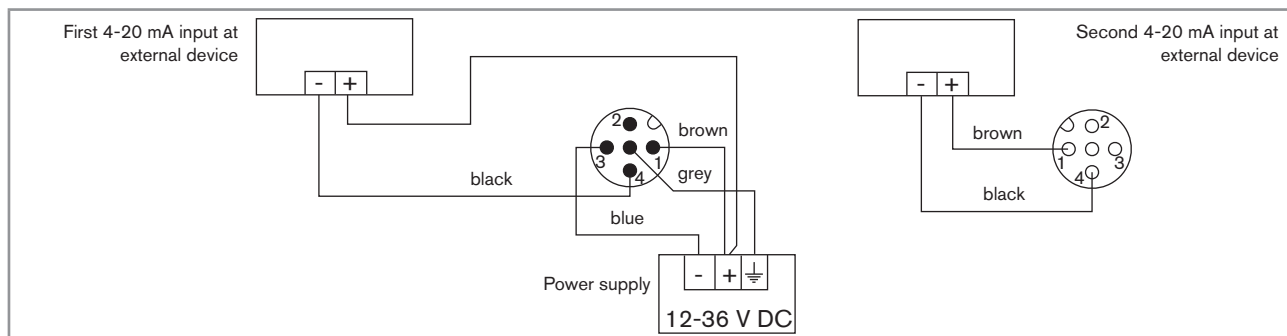 First 4-20 mA input at
external device
- +
2
3
1
4
brown
grey
black
blue
Power supply
- +
12-36 V DC
Second 4-20 mA input at
external device
- +
brown
black
2
1
3
4